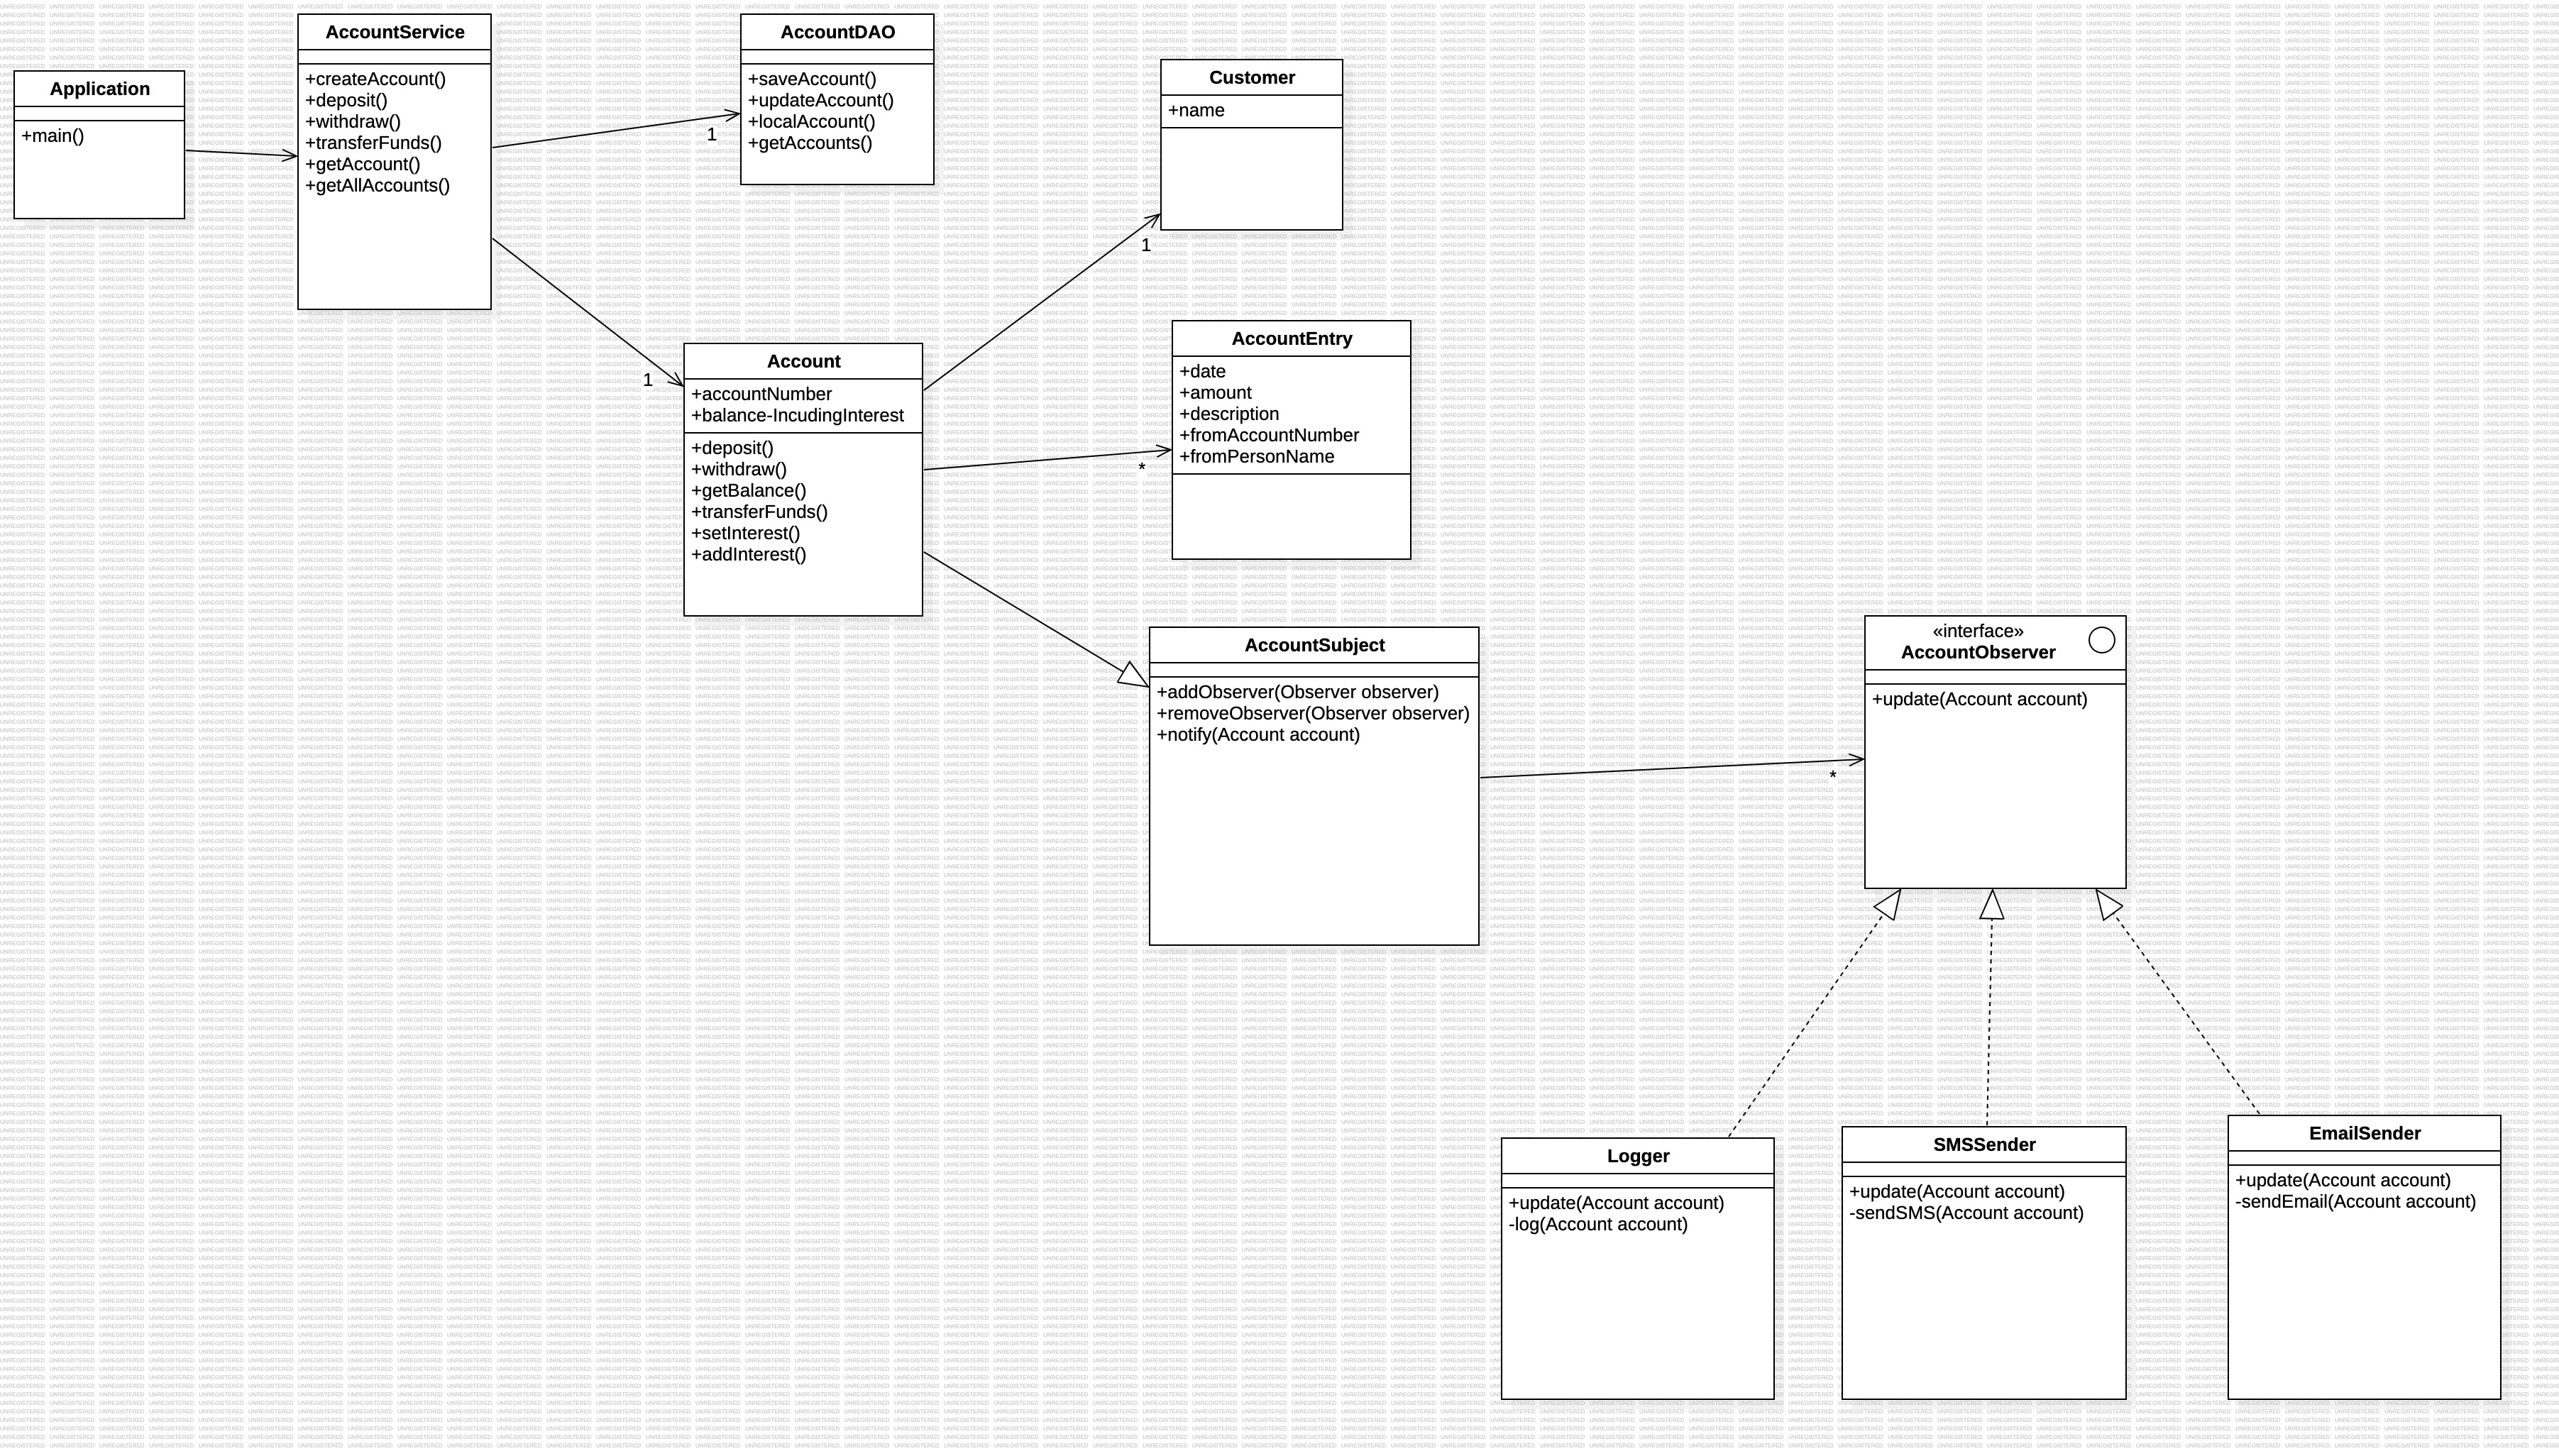 Application
+main()
AccountService
+createAccount()
+deposit()
+withdraw()
+transferFunds()
+getAccount()
+getAllAccounts()
AccountDAO
+saveAccount()
+updateAccount()
+localAccount()
+getAccounts()
1
Customer
+name
1
Account
+accountNumber
+balance-IncudingInterest
+deposit()
+withdraw()
+getBalance()
+transferFunds()
+setInterest()
+addInterest()
1
AccountEntry
+date
+amount
+description
+fromAccountNumber
+fromPersonName
*
AccountSubject
+addObserver(Observer observer)
+removeObserver(Observer observer)
+notify(Account account)
«interface»
AccountObserver
+update(Account account)
*
Logger
+update(Account account)
-log(Account account)
SMSSender
+update(Account account)
-sendSMS(Account account)
EmailSender
+update(Account account)
-sendEmail(Account account)
UNREGISTERED